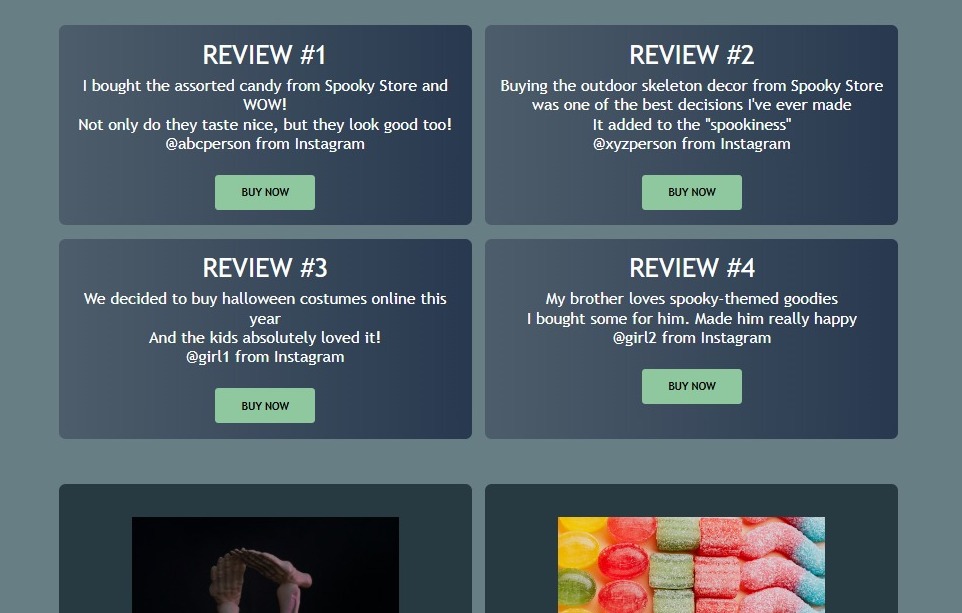 REVIEW #1
I bought the assorted candy from Spooky Store and
WOW!
Not only do they taste nice, but they look good too!
@abcperson from Instagram
BUY NOW
REVIEW #2
Buying the outdoor skeleton decor from Spooky Store
was one of the best decisions I've ever made
It added to the "spookiness"
@xyzperson from Instagram
BUY NOW
REVIEW #3
We decided to buy halloween costumes online this
year
And the kids absolutely loved it!
@girl1 from Instagram
BUY NOW
REVIEW #4
My brother loves spooky-themed goodies
I bought some for him. Made him really happy
@girl2 from Instagram
BUY NOW